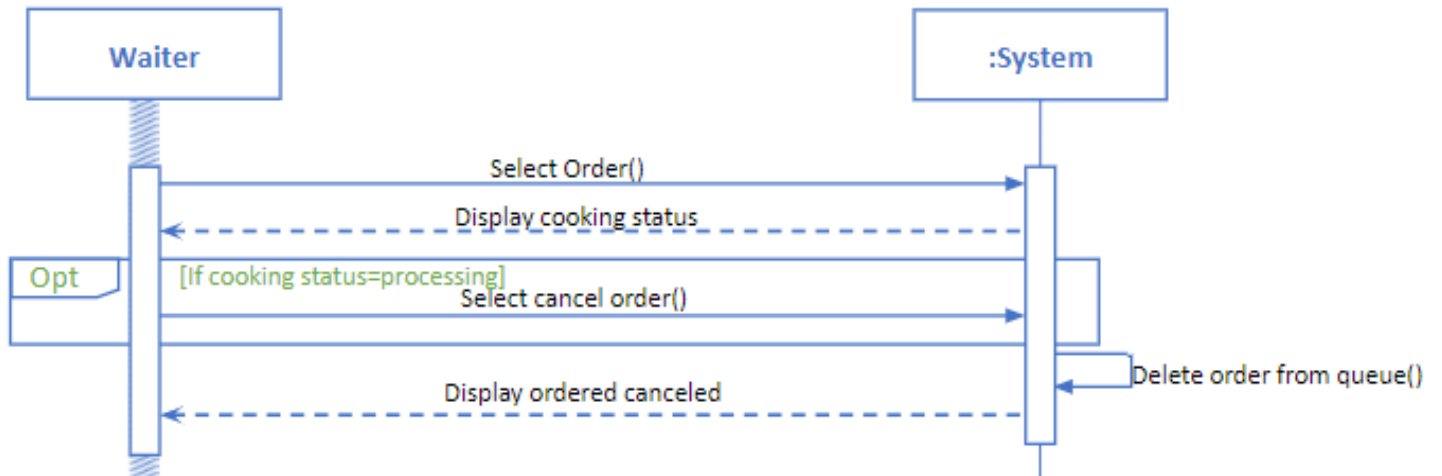 Waiter
:System
Select Order()
Display cooking status
Opt
[If cooking status=processing]
Select cancel order()
Delete order from queue()
Display ordered canceled